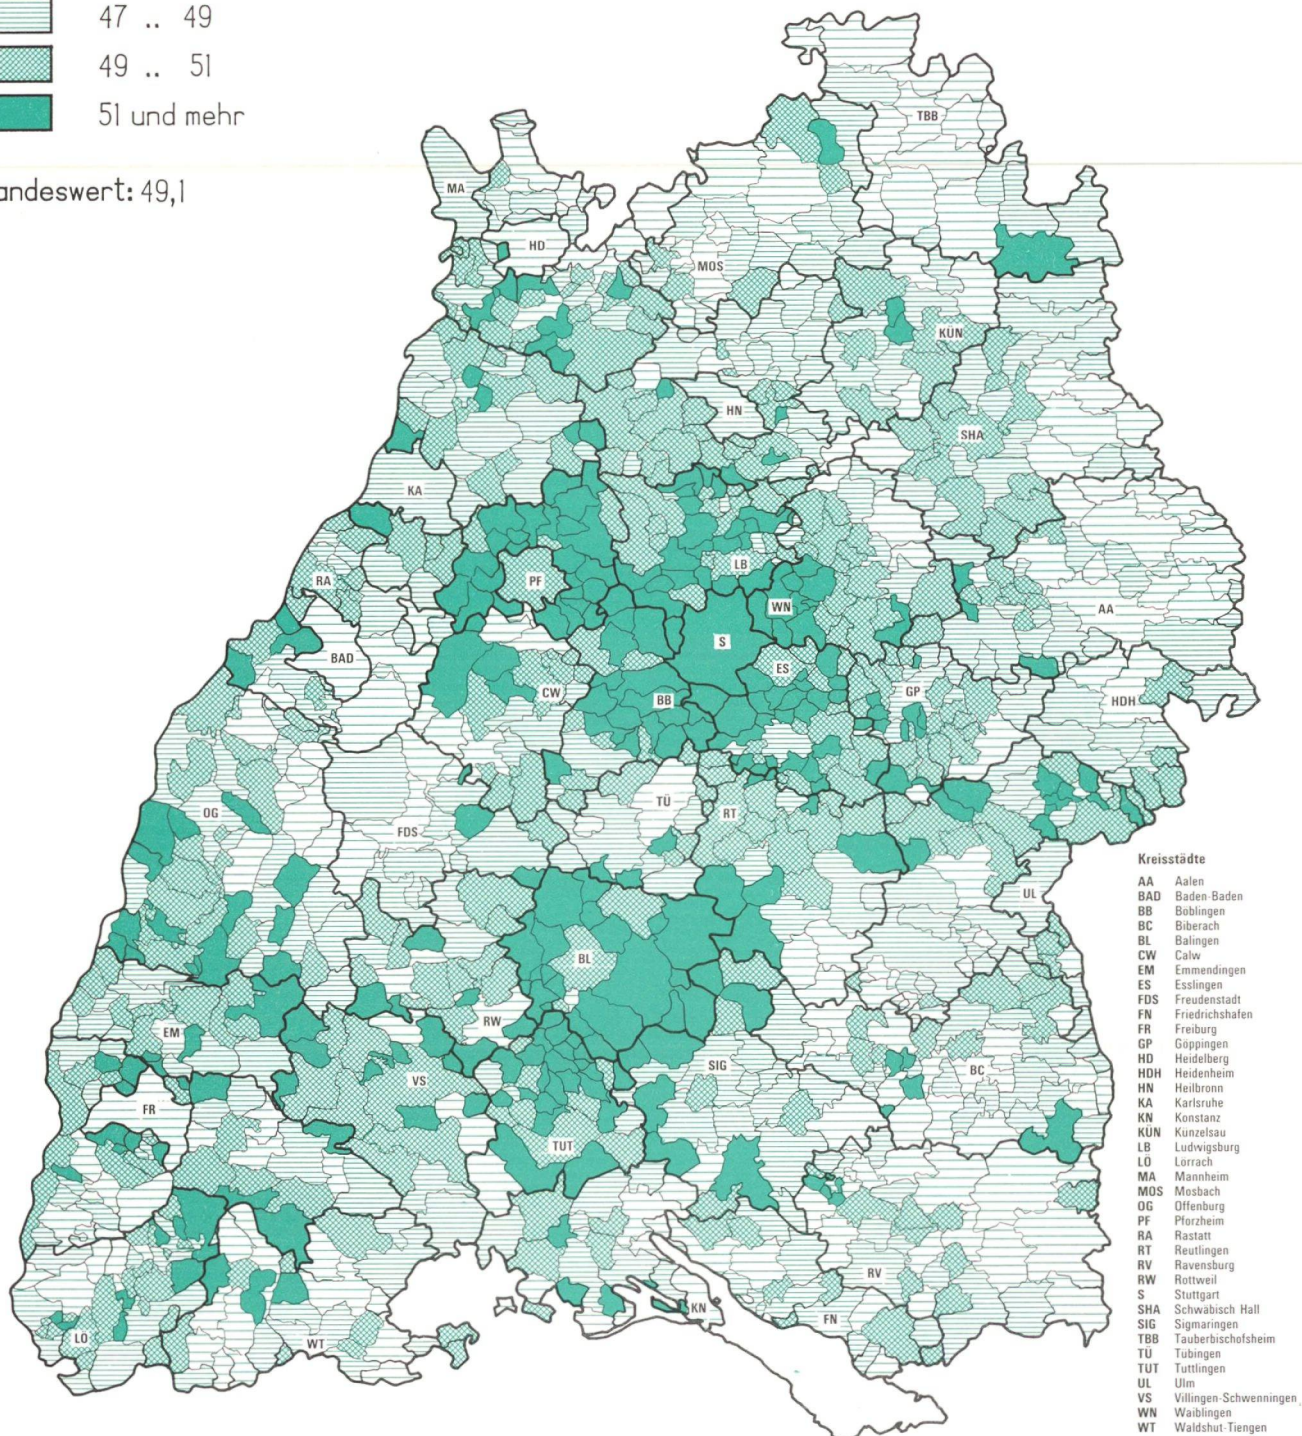 47 .. 49
49 .. 51
51 und mehr
andeswert: 49,1
TBB
MA
HD
MOS
KÜN
HN
SHA
KA
LB
PF
RA
WN
AA
S
BAD
ES
CW
BB
GP
HDH
TÜ
OG
RT
FDS
UL
BL
RW
EM
SIG
BC
VS
FR
TUT
RV
KN
FN
LÖ
WT
Kreisstädte
AA Aalen
BAD Baden-Baden
BB Böblingen
BC Biberach
BL Balingen
CW Calw
EM Emmendingen
ES Esslingen
FDS Freudenstadt
FN Friedrichshafen
FR Freiburg
GP Göppingen
HD Heidelberg
HDH Heidenheim
HN Heilbronn
KA Karlsruhe
KN Konstanz
KÜN Künzelsau
LB Ludwigsburg
LÖ Lörrach
MA Mannheim
MOS Mosbach
OG Offenburg
PF Pforzheim
RA Rastatt
RT Reutlingen
RV Ravensburg
RW Rottweil
S Stuttgart
SHA Schwäbisch Hall
SIG Sigmaringen
TBB Tauberbischofsheim
TÜ Tübingen
TUT Tuttlingen
UL Ulm
VS Villingen-Schwenningen
WN Waiblingen
WT Waldshut-Tiengen